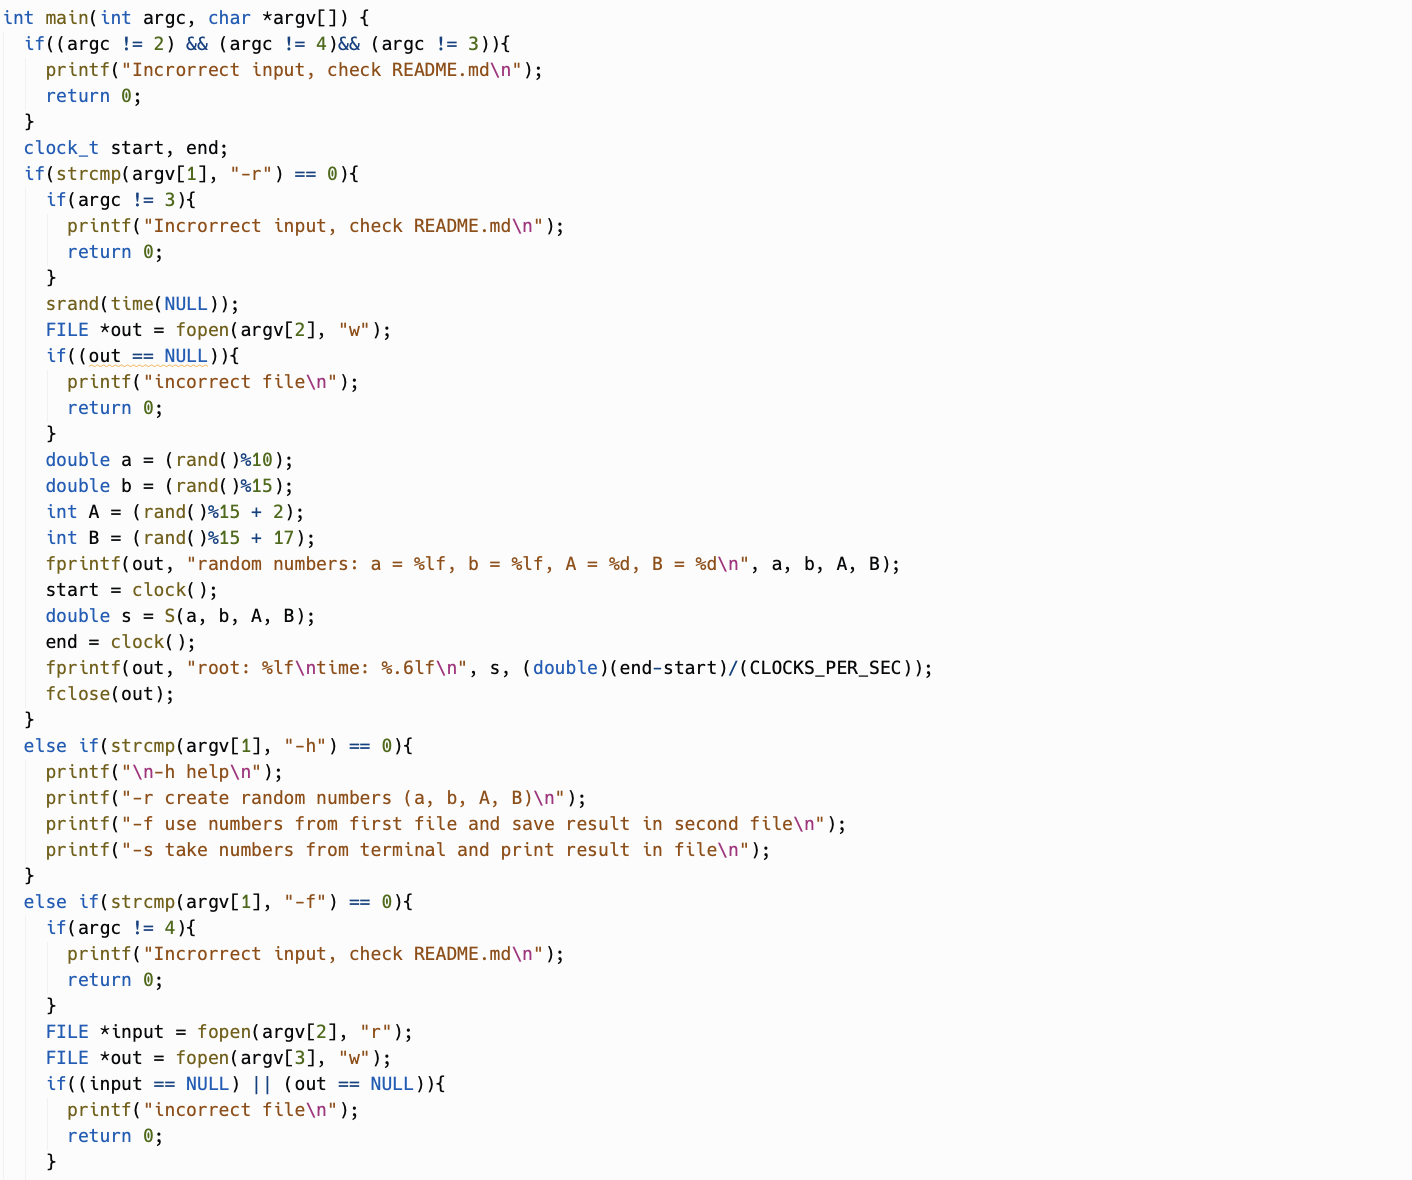 int main(int argc, char *argv[]) {
  if((argc != 2) && (argc != 4)&& (argc != 3)){
    printf("Incrorrect input, check README.md\n");
    return 0;
  }
  clock_t start, end;
  if(strcmp(argv[1], "-r") == 0){
    if(argc != 3){
      printf("Incrorrect input, check README.md\n");
      return 0;
    }
    srand(time(NULL));
    FILE *out = fopen(argv[2], "w");
    if((out == NULL)){
      printf("incorrect file\n");
      return 0;
    }
    double a = (rand()%10);
    double b = (rand()%15);
    int A = (rand()%15 + 2);
    int B = (rand()%15 + 17);
    fprintf(out, "random numbers: a = %lf, b = %lf, A = %d, B = %d\n", a, b, A, B);
    start = clock();
    double s = S(a, b, A, B);
    end = clock();
    fprintf(out, "root: %lf\ntime: %.6lf\n", s, (double)(end-start)/(CLOCKS_PER_SEC));
    fclose(out);
  }
  else if(strcmp(argv[1], "-h") == 0){
    printf("\n-h help\n");
    printf("-r create random numbers (a, b, A, B)\n");
    printf("-f use numbers from first file and save result in second file\n");
    printf("-s take numbers from terminal and print result in file\n");
  }
  else if(strcmp(argv[1], "-f") == 0){
    if(argc != 4){
      printf("Incrorrect input, check README.md\n");
      return 0;
    }
    FILE *input = fopen(argv[2], "r");
    FILE *out = fopen(argv[3], "w");
    if((input == NULL) || (out == NULL)){
      printf("incorrect file\n");
      return 0;
    }